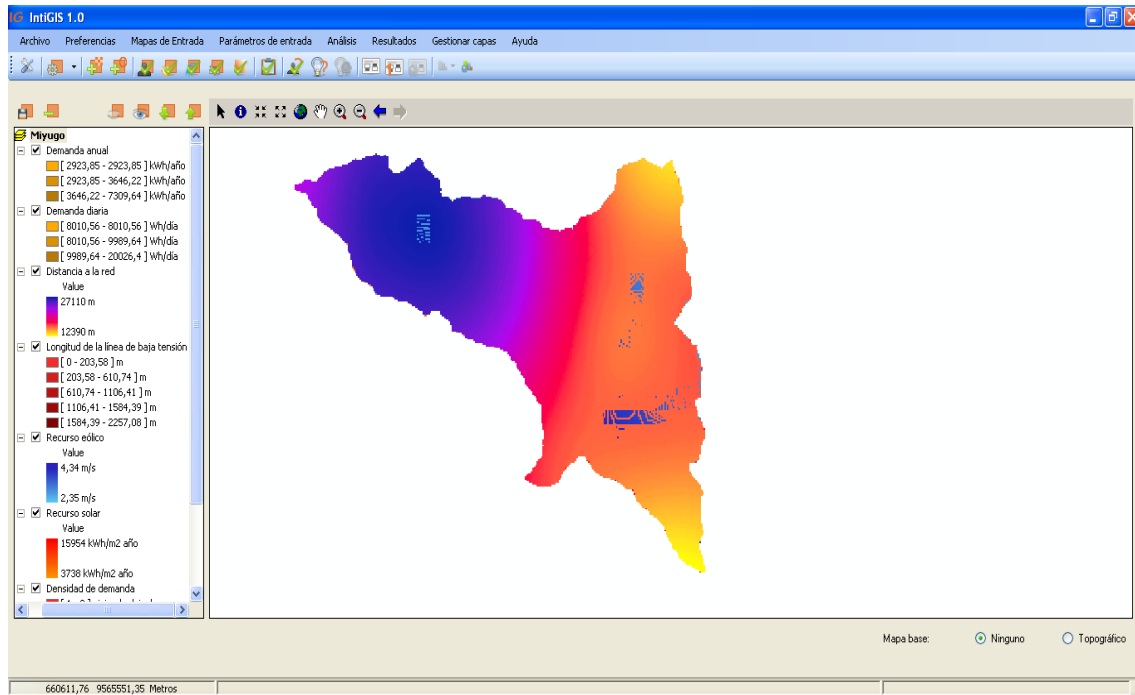 IG IntiGIS 1.0
Archivo Preferencias Mapas de Entrada Parámetros de entrada Análisis Resultados Gestionar capas Ayuda
Miyugo
Demanda anual
[ 2923,85 - 2923,85 ] kWh/año
[ 2923,85 - 3646,22 ] kWh/año
[ 3646,22 - 7309,64 ] kWh/año
Demanda diaria
[ 8010,56 - 8010,56 ] Wh/día
[ 8010,56 - 9989,64 ] Wh/día
[ 9989,64 - 20026,4 ] Wh/día
Distancia a la red
Value
27110 m
12390 m
Longitud de la línea de baja tensión
[ 0 - 203,58 ] m
[ 203,58 - 610,74 ] m
[ 610,74 - 1106,41 ] m
[ 1106,41 - 1584,39 ] m
[ 1584,39 - 2257,08 ] m
Recurso eólico
Value
4,34 m/s
2,35 m/s
Recurso solar
Value
15954 kWh/m2 año
3738 kWh/m2 año
Densidad de demanda
Mapa base: Ninguno Topográfico
660611,76 9565551,35 Metros